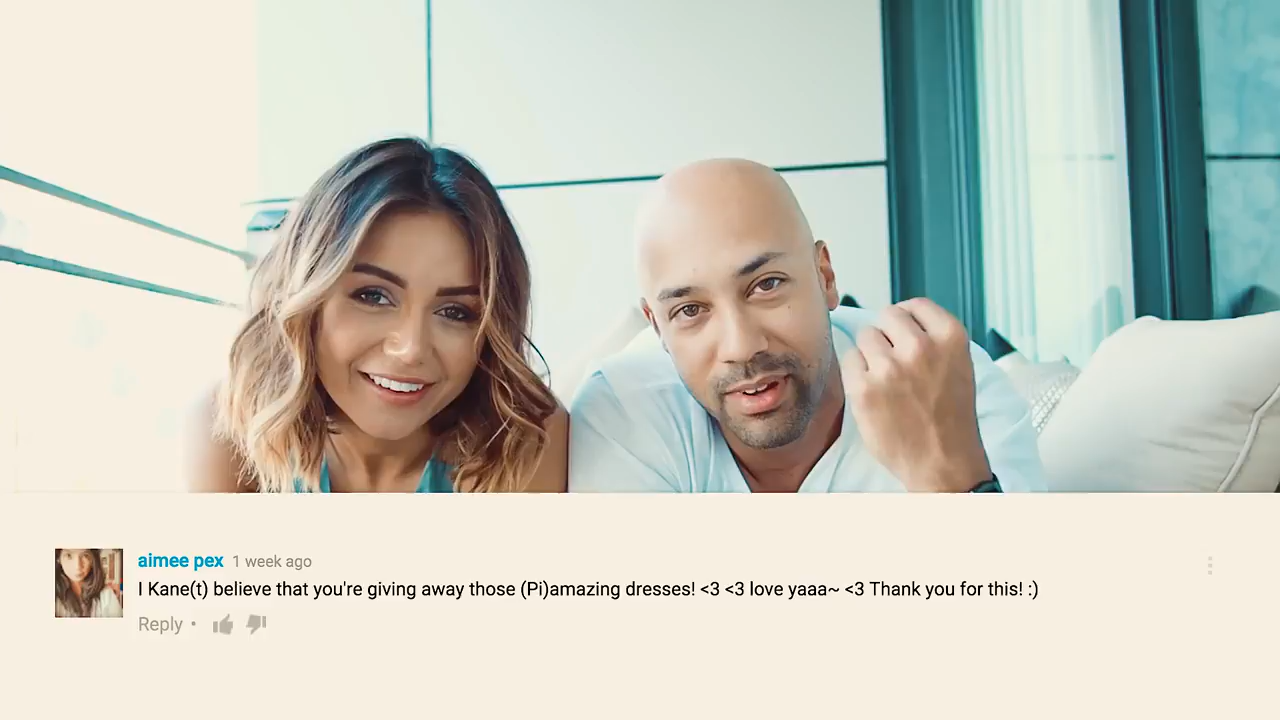 aimee pex 1 week ago
I Kane(t) believe that you're giving away those (Pi)amazing dresses! <3 <3 love yaaa~ <3 Thank you for this! :)
Reply •